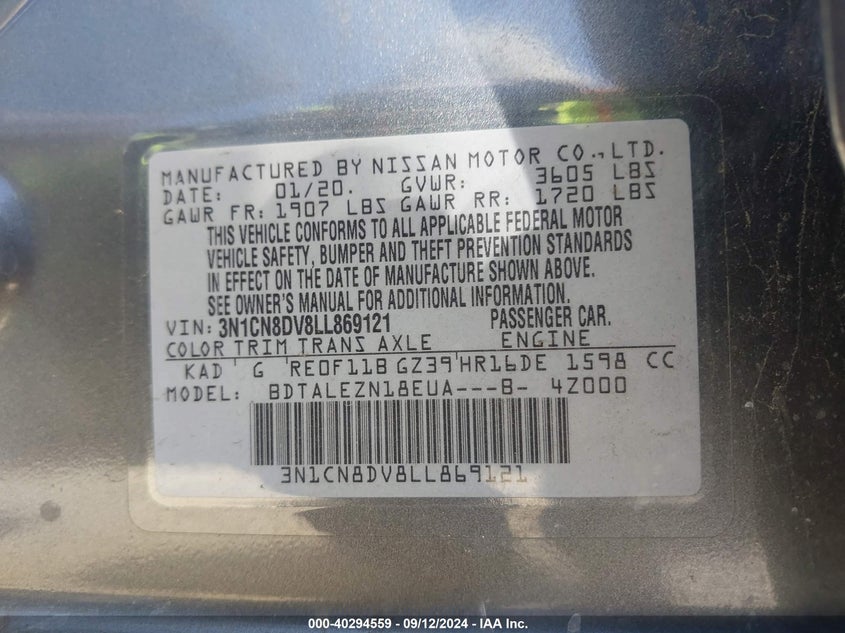 MANUFACTURED BY NISSAN MOTOR CO., LTD.
DATE: 01/20. GVWR: 3605 LBS
GAWR FR: 1907 LBS GAWR RR: 1720 LBS
THIS VEHICLE CONFORMS TO ALL APPLICABLE FEDERAL MOTOR
VEHICLE SAFETY, BUMPER AND THEFT PREVENTION STANDARDS
IN EFFECT ON THE DATE OF MANUFACTURE SHOWN ABOVE.
SEE OWNER'S MANUAL FOR ADDITIONAL INFORMATION.
VIN: 3N1CN8DV8LL869121 PASSENGER CAR.
COLOR TRIM TRANS AXLE ENGINE
KAD G RE0F11B GZ39 HR16DE 1598 CC
MODEL: BDTALEZN18EUA---B- 4Z000
3N1CN8DV8LL869121
000-40294559 - 09/12/2024 - IAA Inc.